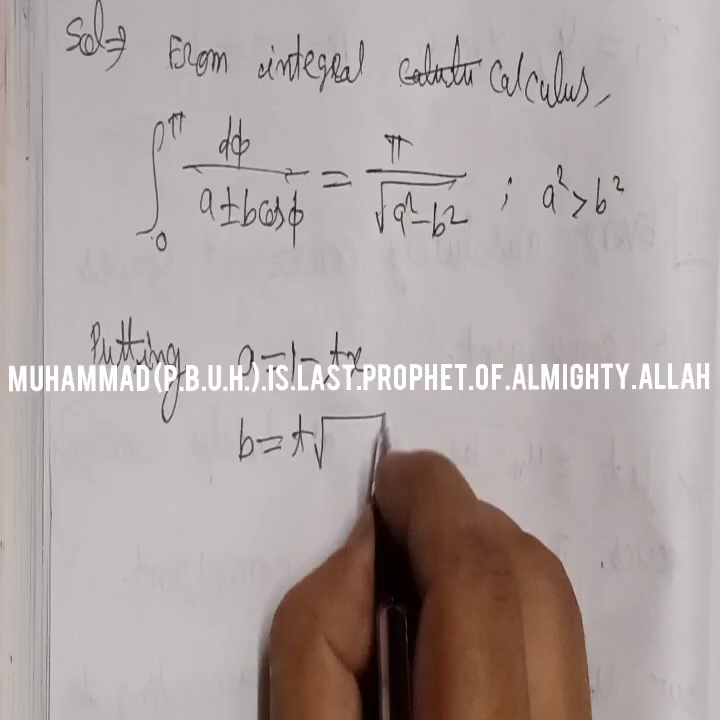 Sol⇒ From integral calculus,
∫₀^π dφ/(a±bcosφ) = π/√(a²-b²) ; a²>b²
Putting a=1-tx
MUHAMMAD(P.B.U.H.).IS.LAST.PROPHET.OF.ALMIGHTY.ALLAH
b=t√